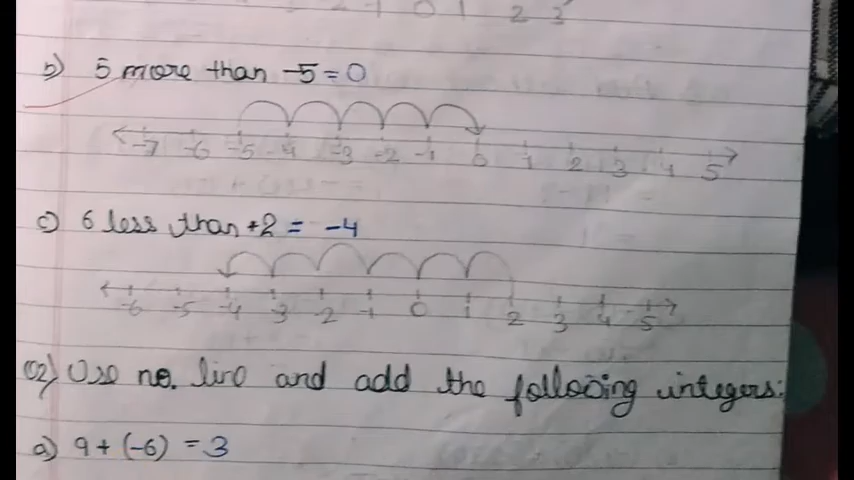 2 3
b) 5 more than -5 = 0
-7 -6 -5 -4 -3 -2 -1 0 1 2 3 4 5
c) 6 less than +2 = -4
-6 -5 -4 -3 -2 -1 0 1 2 3 4 5
Q2) Use no. line and add the following integers:
a) 9 + (-6) = 3